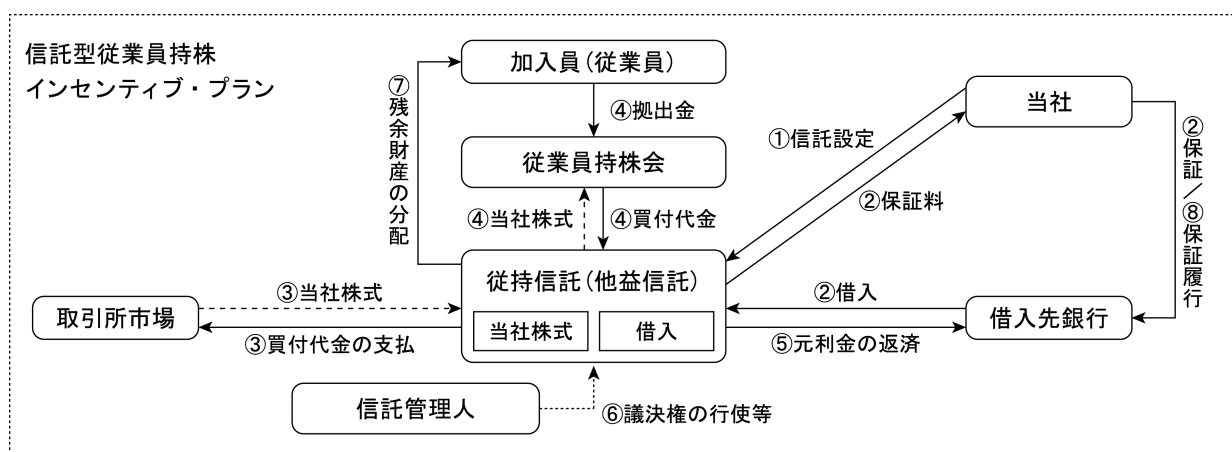 信託型従業員持株
インセンティブ・プラン
加入員（従業員）
当社
⑦残余財産の分配
④拠出金
①信託設定
②保証／⑧保証履行
従業員持株会
②保証料
④当社株式
④買付代金
従持信託（他益信託）
③当社株式
②借入
取引所市場
当社株式
借入
借入先銀行
③買付代金の支払
⑤元利金の返済
信託管理人
⑥議決権の行使等